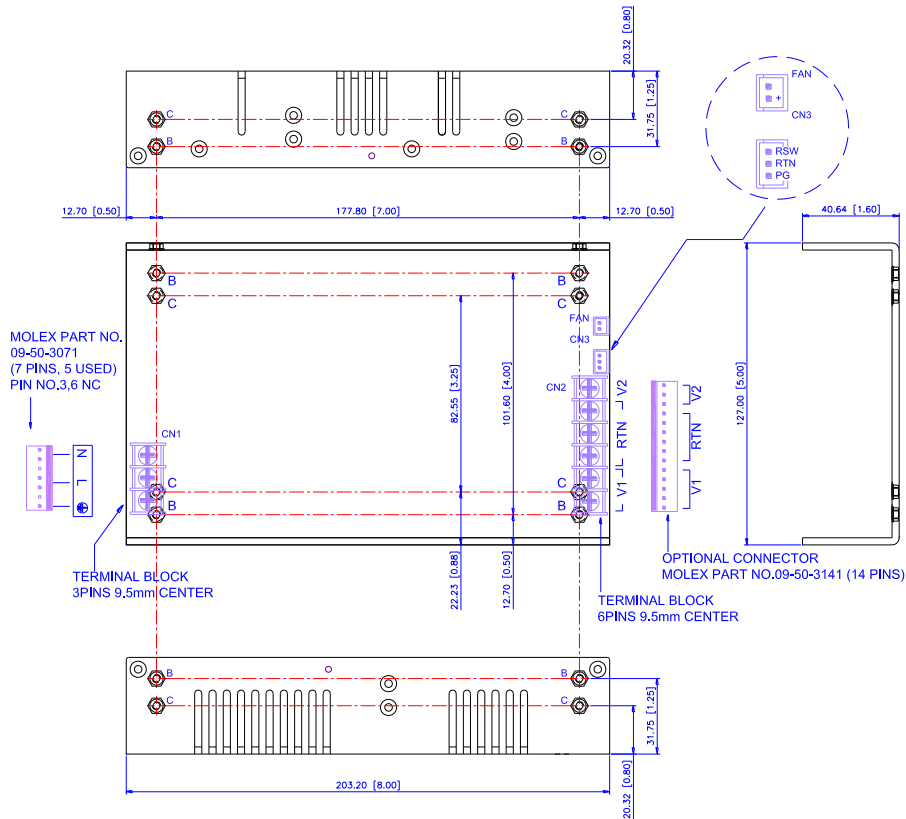 20.32 [0.80]
31.75 [1.25]
C
C
B
B
12.70 [0.50]
177.80 [7.00]
12.70 [0.50]
FAN
+
CN3
RSW
RTN
PG
40.64 [1.60]
B
C
B
C
FAN
CN3
CN2
V2
RTN
V1
V2
RTN
V1
82.55 [3.25]
101.60 [4.00]
127.00 [5.00]
MOLEX PART NO.
09-50-3071
(7 PINS, 5 USED)
PIN NO.3,6 NC
CN1
N
L
C
B
C
B
22.23 [0.88]
12.70 [0.50]
TERMINAL BLOCK
3PINS 9.5mm CENTER
OPTIONAL CONNECTOR
MOLEX PART NO.09-50-3141 (14 PINS)
TERMINAL BLOCK
6PINS 9.5mm CENTER
B
B
C
C
31.75 [1.25]
20.32 [0.80]
203.20 [8.00]